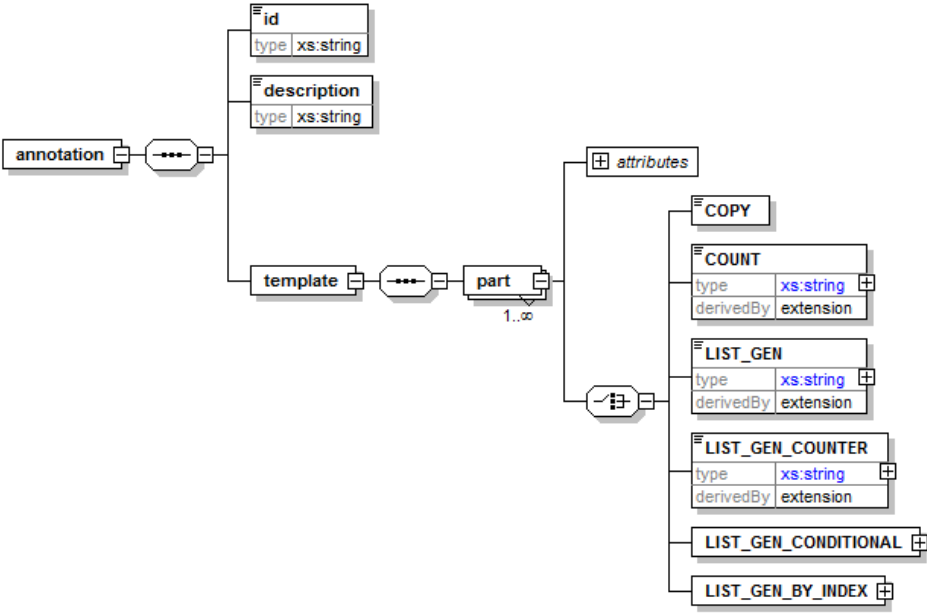 id
type xs:string
description
type xs:string
annotation
attributes
COPY
COUNT
type xs:string
derivedBy extension
template
part
1..∞
LIST_GEN
type xs:string
derivedBy extension
LIST_GEN_COUNTER
type xs:string
derivedBy extension
LIST_GEN_CONDITIONAL
LIST_GEN_BY_INDEX